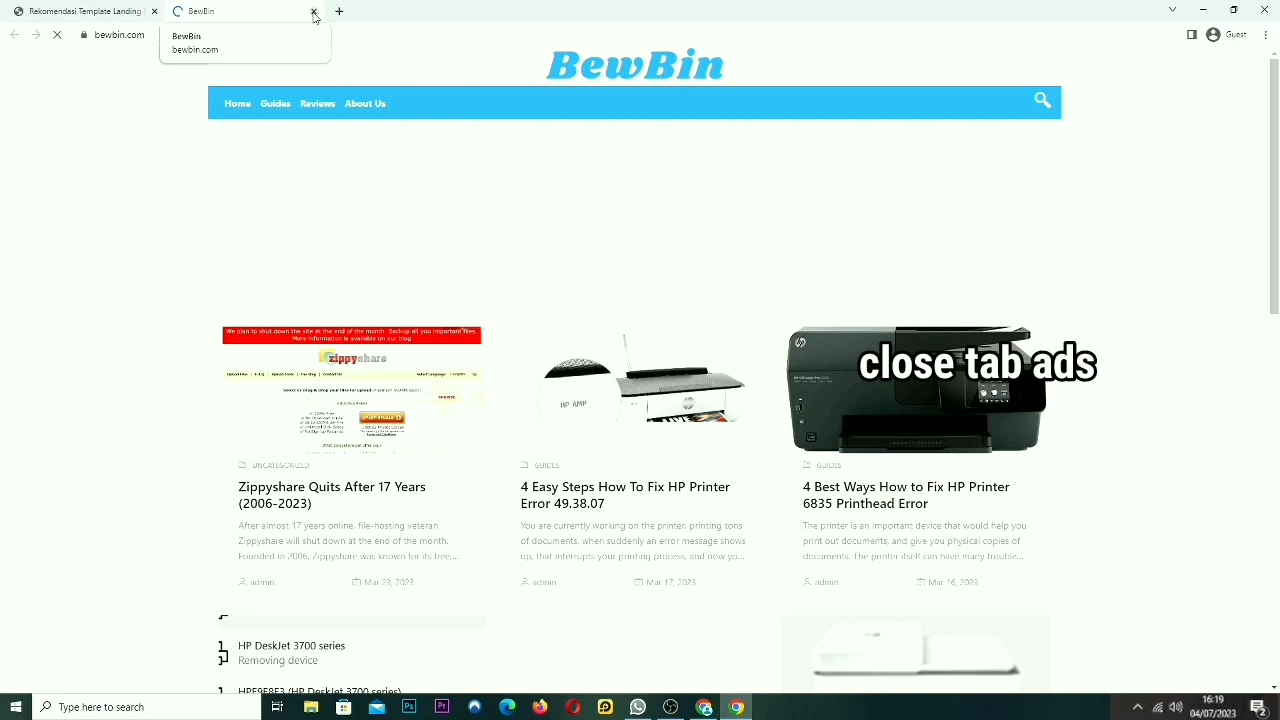 Rekomendasi Template Landing
BewBin
bewbin.com
Guest
BewBin
bewbin.com
BewBin
Home Guides Reviews About Us
We plan to shut down the site at the end of the month. Backup all you important files.
More information is available on our blog
zippyshare
HP AMP
close tab ads
UNCATEGORIZED
Zippyshare Quits After 17 Years
(2006-2023)
After almost 17 years online, file-hosting veteran
Zippyshare will shut down at the end of the month.
Founded in 2006, Zippyshare was known for its free,...
admin Mar 23, 2023
GUIDES
4 Easy Steps How To Fix HP Printer
Error 49.38.07
You are currently working on the printer, printing tons
of documents, when suddenly an error message shows
up, that interrupts your printing process, and now yo...
admin Mar 17, 2023
GUIDES
4 Best Ways How to Fix HP Printer
6835 Printhead Error
The printer is an important device that would help you
print out documents, and give you physical copies of
documents. The printer itself can have many trouble...
admin Mar 16, 2023
HP DeskJet 3700 series
Removing device
HPE9E8E3 (HP DeskJet 3700 series)
Type here to search
16:19
04/07/2023